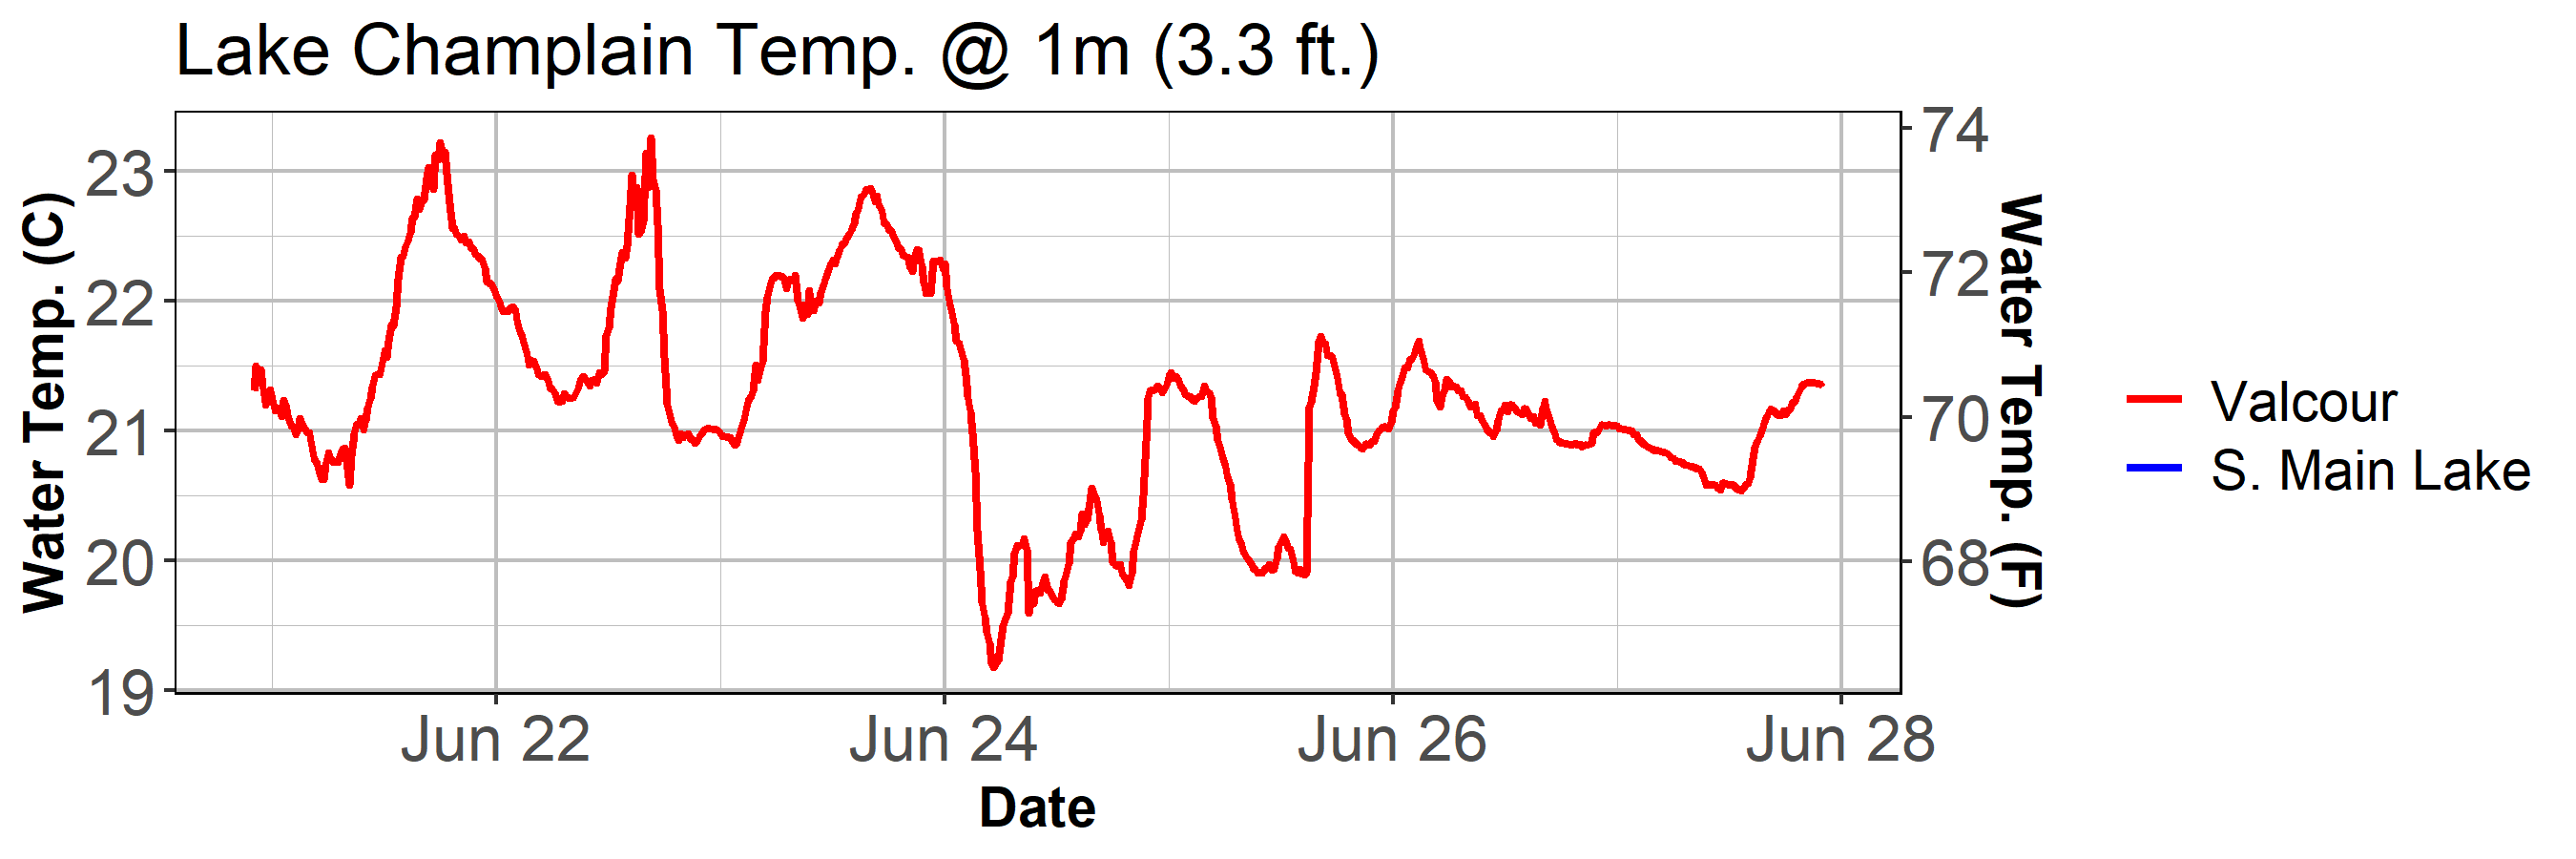 Lake Champlain Temp. @ 1m (3.3 ft.)
Water Temp. (C)
23
22
21
20
19
74
72
70
68
Water Temp. (F)
Jun 22
Jun 24
Jun 26
Jun 28
Date
Valcour
S. Main Lake